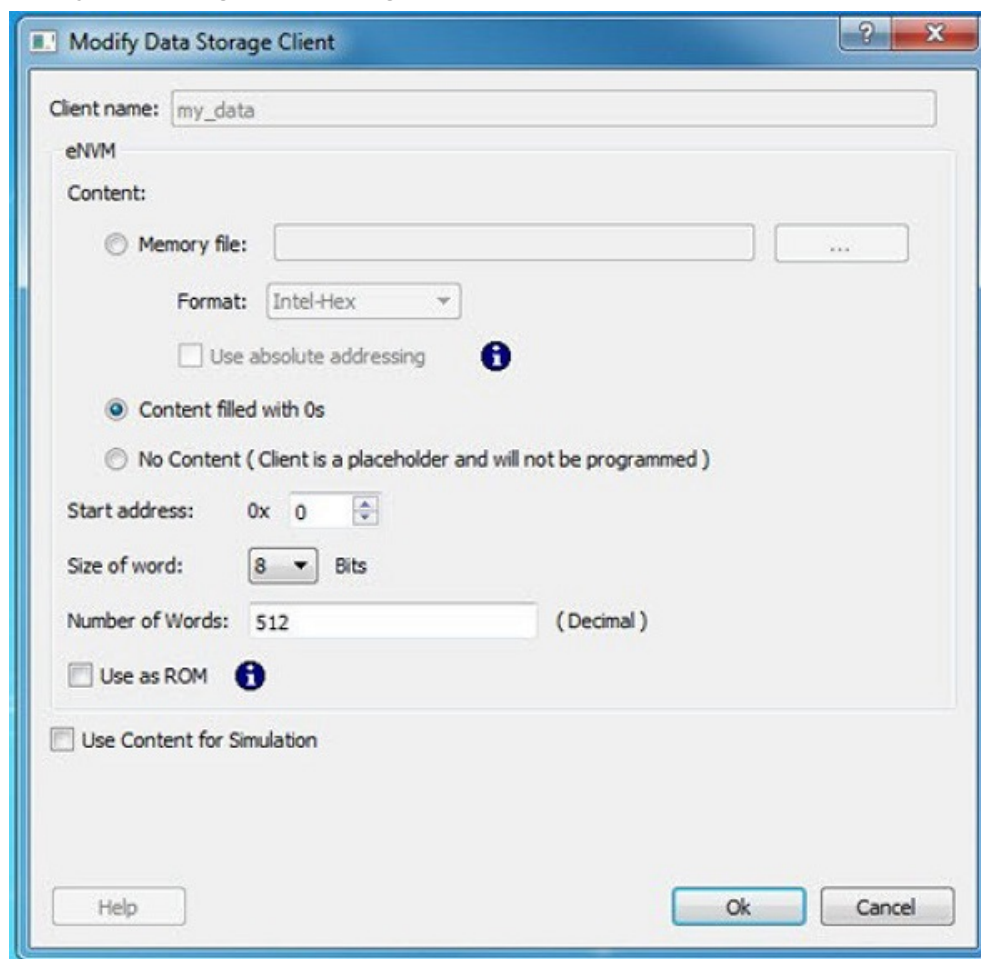 Modify Data Storage Client
Client name: my_data
eNVM
Content:
Memory file: ...
Format: Intel-Hex
Use absolute addressing
Content filled with 0s
No Content ( Client is a placeholder and will not be programmed )
Start address: 0x 0
Size of word: 8 Bits
Number of Words: 512 ( Decimal )
Use as ROM
Use Content for Simulation
Help Ok Cancel